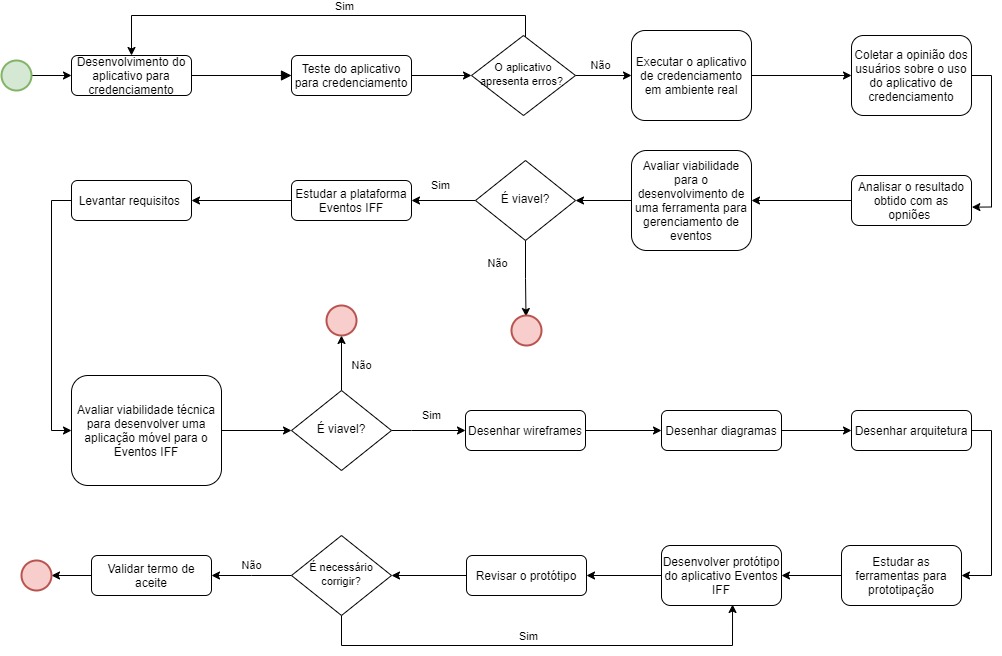 Sim
Desenvolvimento do
aplicativo para
credenciamento
Teste do aplicativo
para credenciamento
O aplicativo
apresenta erros?
Não
Executar o aplicativo
de credenciamento
em ambiente real
Coletar a opinião dos
usuários sobre o uso
do aplicativo de
credenciamento
Analisar o resultado
obtido com as
opniões
Avaliar viabilidade
para o
desenvolvimento de
uma ferramenta para
gerenciamento de
eventos
É viavel?
Sim
Não
Estudar a plataforma
Eventos IFF
Levantar requisitos
Avaliar viabilidade técnica
para desenvolver uma
aplicação móvel para o
Eventos IFF
É viavel?
Não
Sim
Desenhar wireframes
Desenhar diagramas
Desenhar arquitetura
Estudar as
ferramentas para
prototipação
Desenvolver protótipo
do aplicativo Eventos
IFF
Revisar o protótipo
É necessário
corrigir?
Sim
Não
Validar termo de
aceite